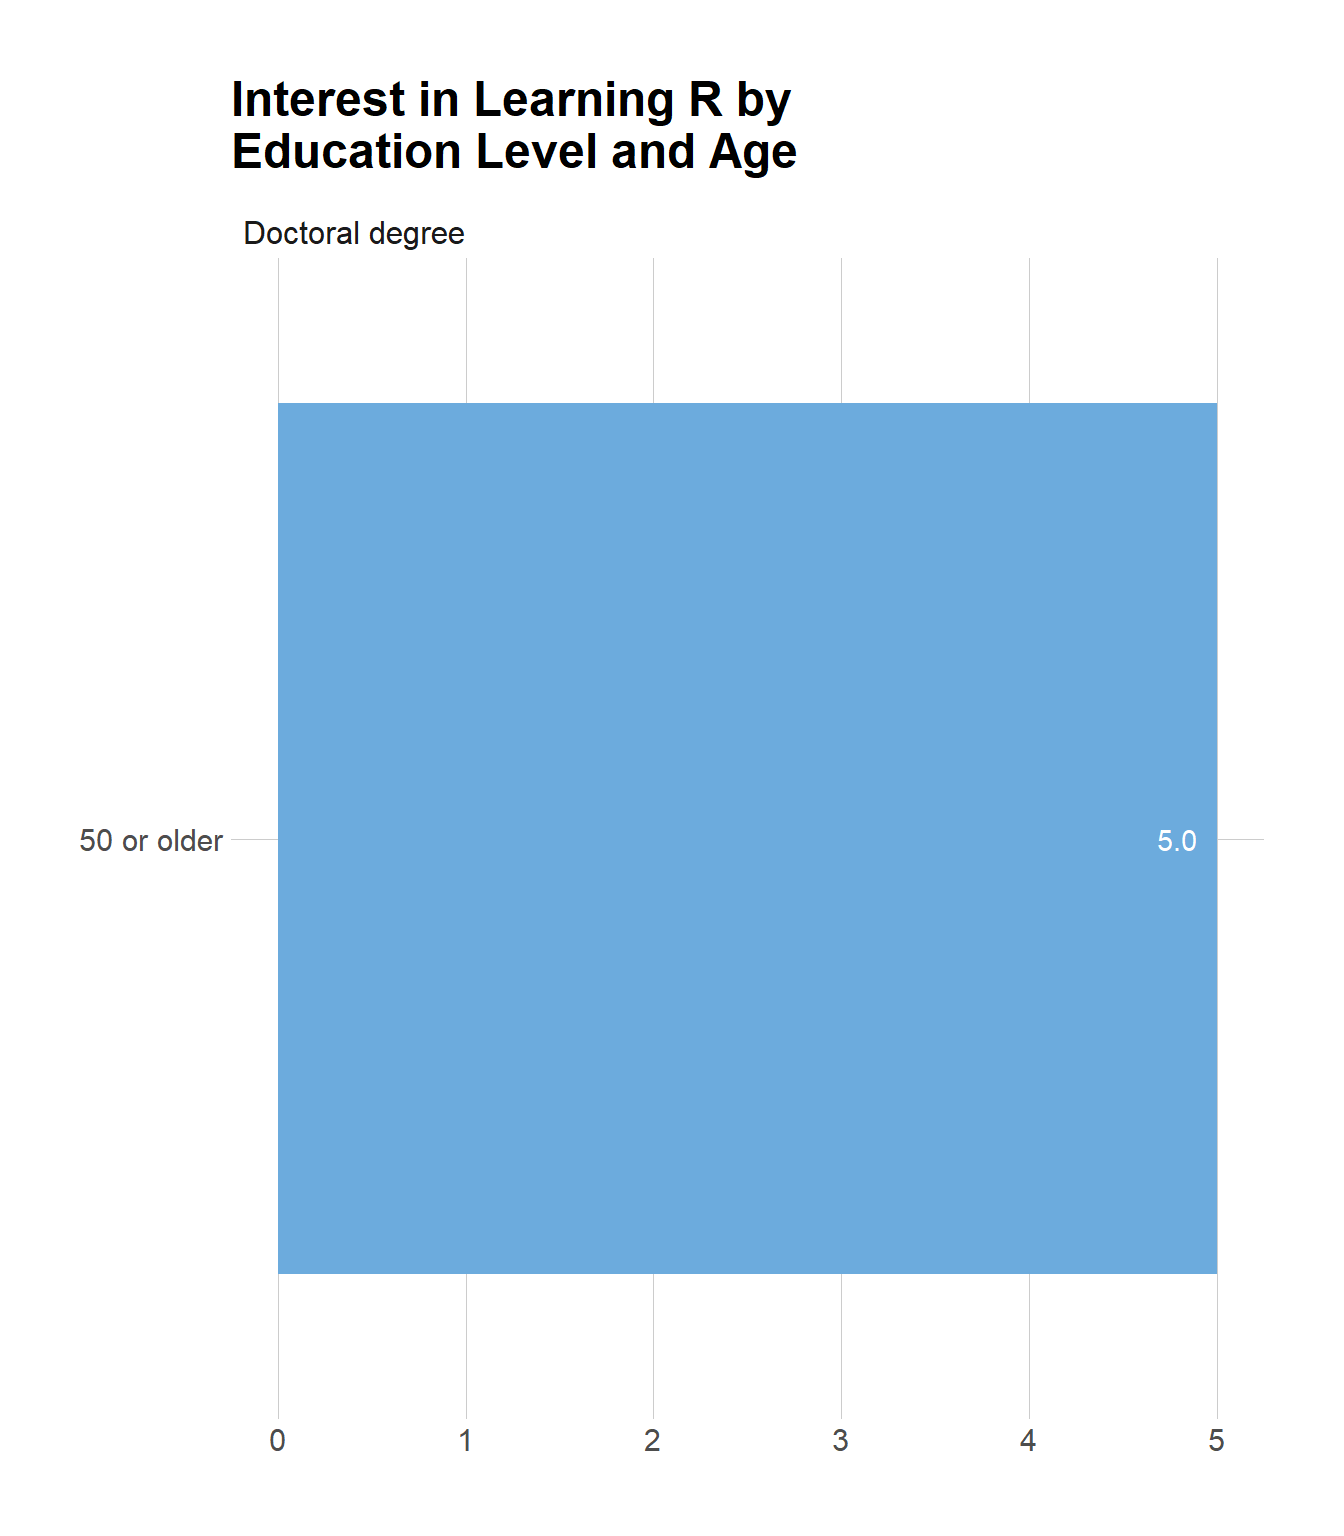 Interest in Learning R by
Education Level and Age
Doctoral degree
50 or older
5.0
0 1 2 3 4 5